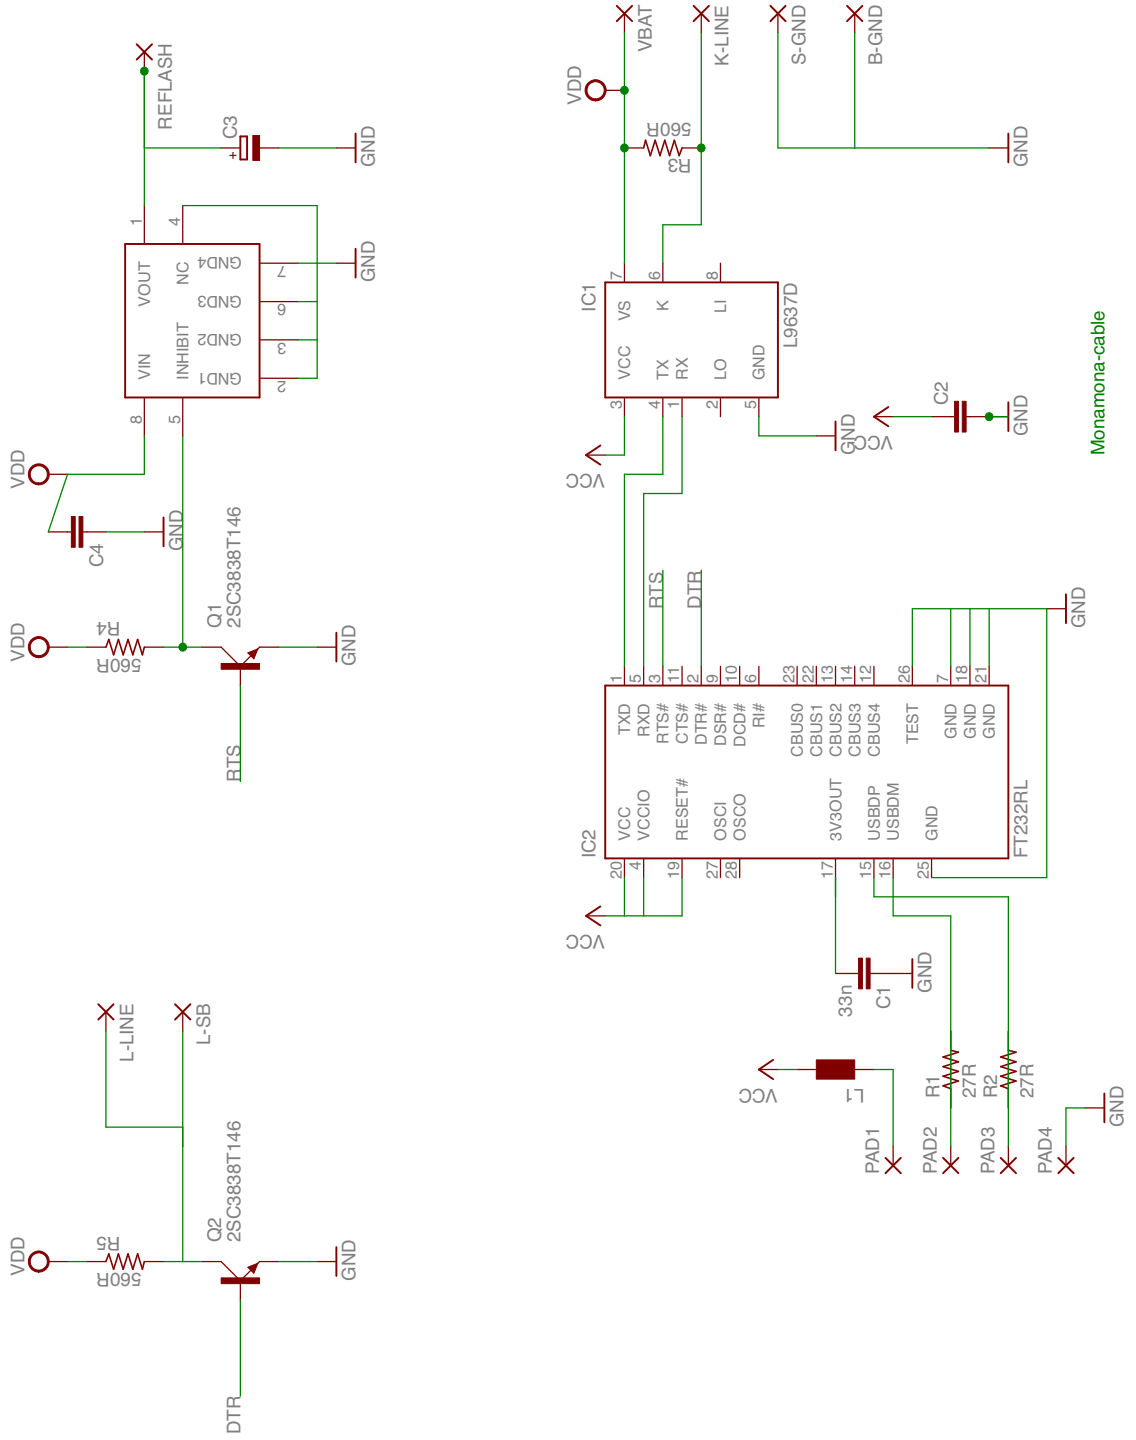 REFLASH
C3
+
GND
1
4
VOUT
NC
GND4
7
GND
GND3
6
GND2
3
GND1
2
VIN
INHIBIT
8
5
VDD
C4
GND
VDD
R4
560R
Q1
2SC3838T146
GND
RTS
L-LINE
L-SB
VDD
R5
560R
Q2
2SC3838T146
GND
DTR
VBAT
K-LINE
S-GND
B-GND
VDD
560R
R3
GND
IC1
7
6
8
VS
K
LI
L9637D
VCC
TX
RX
LO
GND
3
4
1
2
5
VCC
GND
VCC
C2
GND
Monamona-cable
RTS
DTR
GND
1
5
3
11
2
9
10
6
23
22
13
14
12
26
7
18
21
TXD
RXD
RTS#
CTS#
DTR#
DSR#
DCD#
RI#
CBUS0
CBUS1
CBUS2
CBUS3
CBUS4
TEST
GND
GND
GND
IC2
VCC
VCCIO
RESET#
OSCI
OSCO
3V3OUT
USBDP
USBDM
GND
FT232RL
20
4
19
27
28
17
15
16
25
VCC
33n
C1
GND
VCC
L1
R1
27R
R2
27R
PAD1
PAD2
PAD3
PAD4
GND